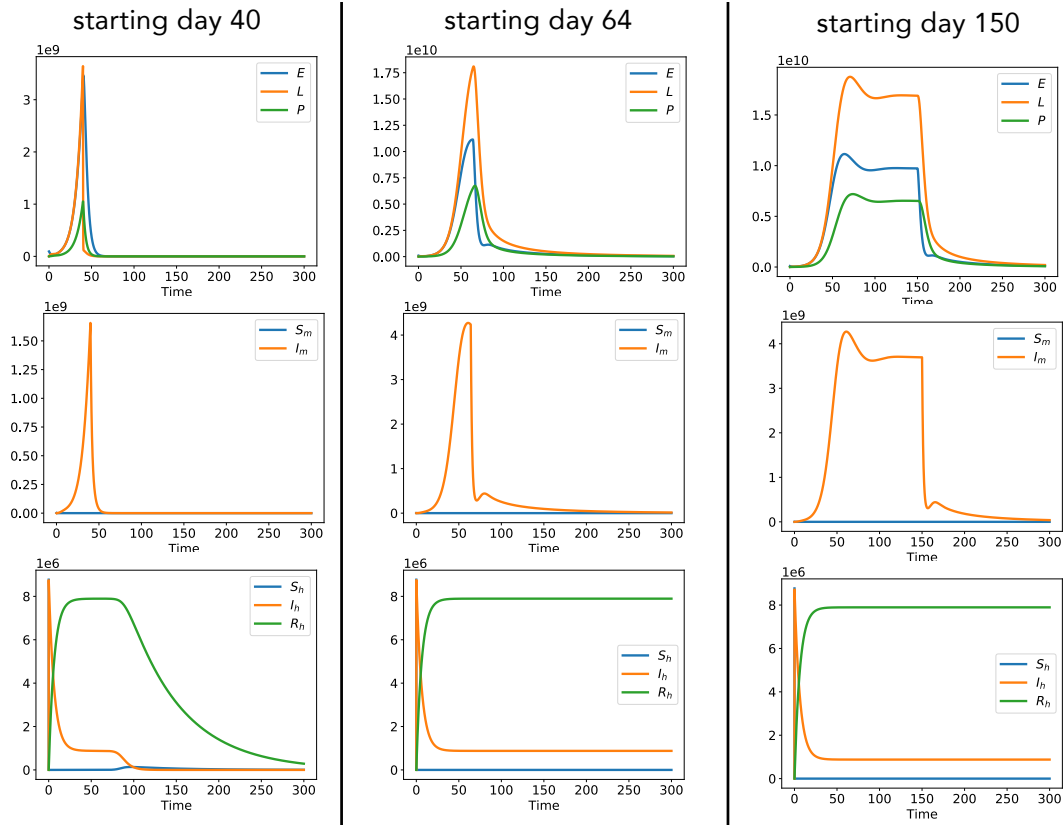 starting day 40
1e9
3
2
1
0
E
L
P
0 50 100 150 200 250 300
Time
1e9
1.50
1.25
1.00
0.75
0.50
0.25
0.00
S_m
I_m
0 50 100 150 200 250 300
Time
1e6
8
6
4
2
0
S_h
I_h
R_h
0 50 100 150 200 250 300
Time
starting day 64
1e10
1.75
1.50
1.25
1.00
0.75
0.50
0.25
0.00
E
L
P
0 50 100 150 200 250 300
Time
4
3
2
1
0
1e9
S_m
I_m
0 50 100 150 200 250 300
Time
1e6
8
6
4
2
0
S_h
I_h
R_h
0 50 100 150 200 250 300
Time
starting day 150
1e10
1.5
1.0
0.5
0.0
E
L
P
0 50 100 150 200 250 300
Time
1e9
4
3
2
1
0
S_m
I_m
0 50 100 150 200 250 300
Time
1e6
8
6
4
2
0
S_h
I_h
R_h
0 50 100 150 200 250 300
Time